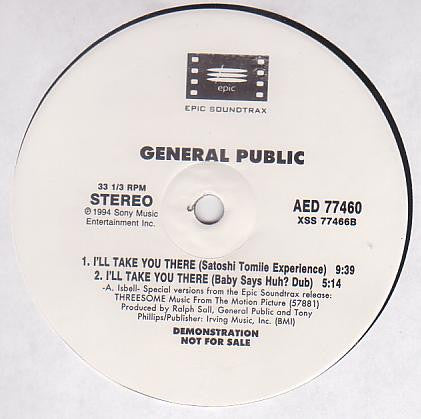 epic
EPIC SOUNDTRAX
GENERAL PUBLIC
33 1/3 RPM
STEREO
℗ 1994 Sony Music
Entertainment Inc.
AED 77460
XSS 77466B
1. I'LL TAKE YOU THERE (Satoshi Tomiie Experience) 9:39
2. I'LL TAKE YOU THERE (Baby Says Huh? Dub) 5:14
-A. Isbell- Special versions from the Epic Soundtrax release:
THREESOME Music From The Motion Picture (57881)
Produced by Ralph Sall, General Public and Tony
Phillips/Publisher: Irving Music, Inc. (BMI)
DEMONSTRATION
NOT FOR SALE